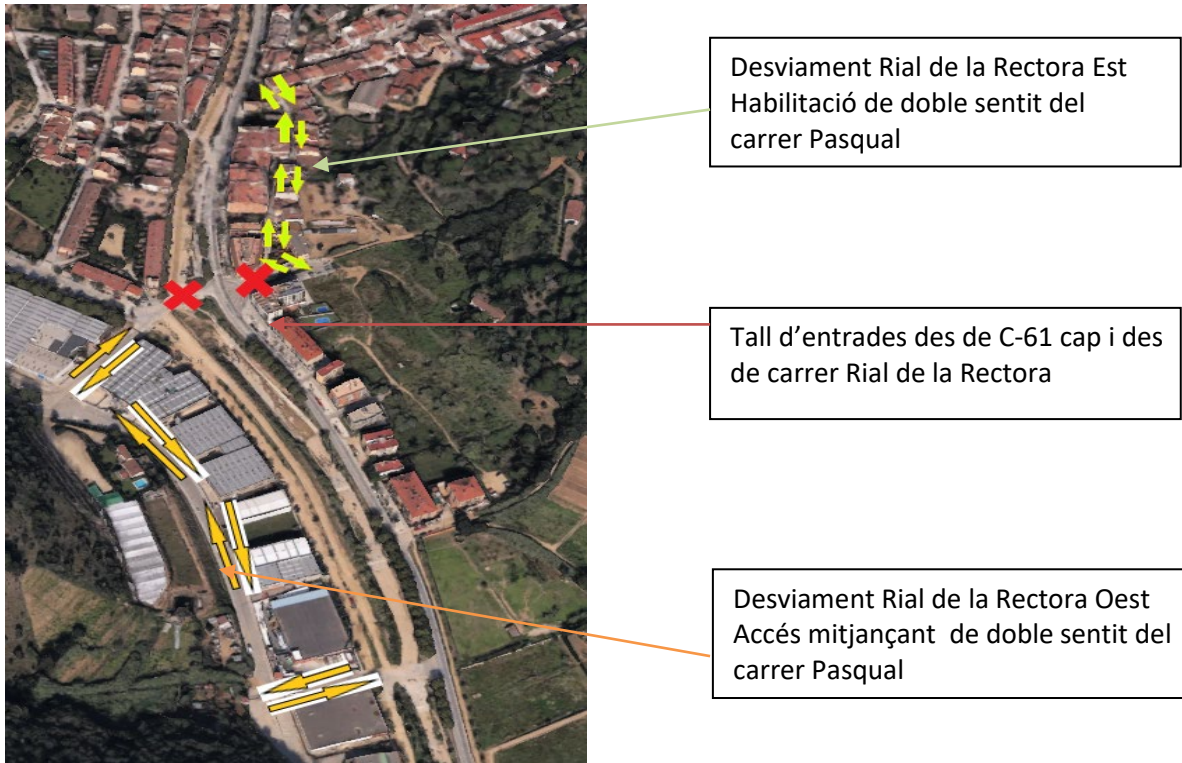 Desviament Rial de la Rectora Est
Habilitació de doble sentit del
carrer Pasqual
Tall d’entrades des de C-61 cap i des
de carrer Rial de la Rectora
Desviament Rial de la Rectora Oest
Accés mitjançant de doble sentit del
carrer Pasqual